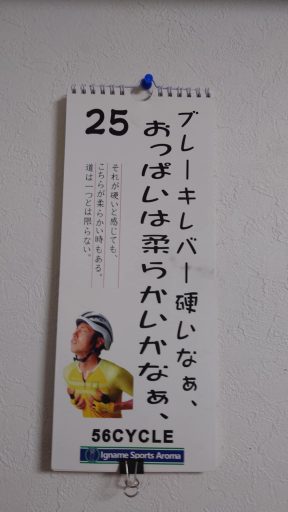 25
ブレーキレバー硬いなぁ、
おっぱいは柔らかいかなぁ、
それが硬いと感じても、
こちらが柔らかい時もある。
道は一つとは限らない。
56CYCLE
Igname Sports Aroma